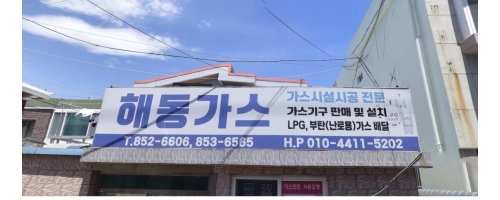 해동가스
가스시설시공 전문
가스기구 판매 및 설치
LPG, 부탄(난로용)가스 배달
T.852-6606, 853-6585
H.P 010-4411-5202